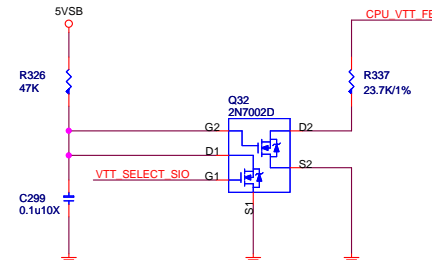 5VSB
CPU_VTT_FB
R326
47K
R337
23.7K/1%
Q32
2N7002D
G2
D2
D1
S2
VTT_SELECT_SIO
G1
S1
C299
0.1u10X